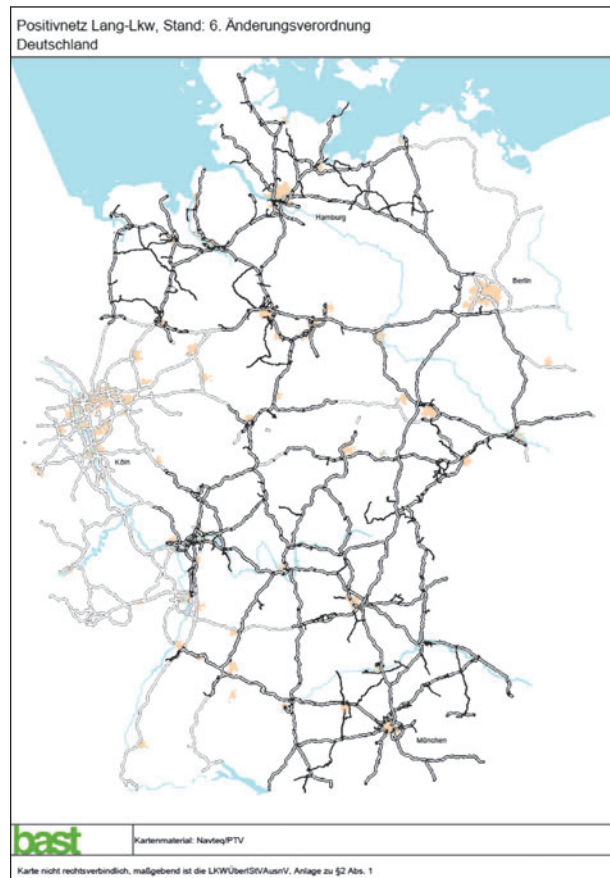 Positivnetz Lang-Lkw, Stand: 6. Änderungsverordnung
Deutschland
Hamburg
Berlin
Köln
München
bast
Kartenmaterial: Navteq/PTV
Karte nicht rechtsverbindlich, maßgebend ist die LKWÜberlStVAusnV, Anlage zu §2 Abs. 1